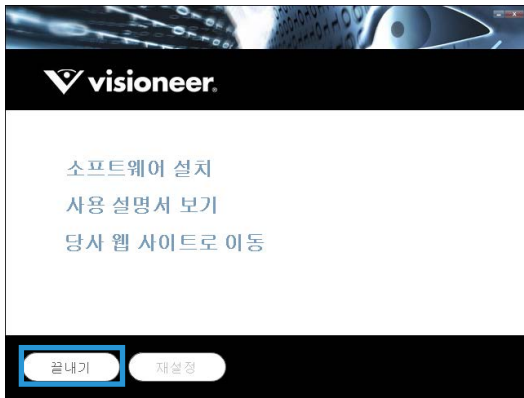 visioneer®
소프트웨어 설치
사용 설명서 보기
당사 웹 사이트로 이동
끝내기
재설정